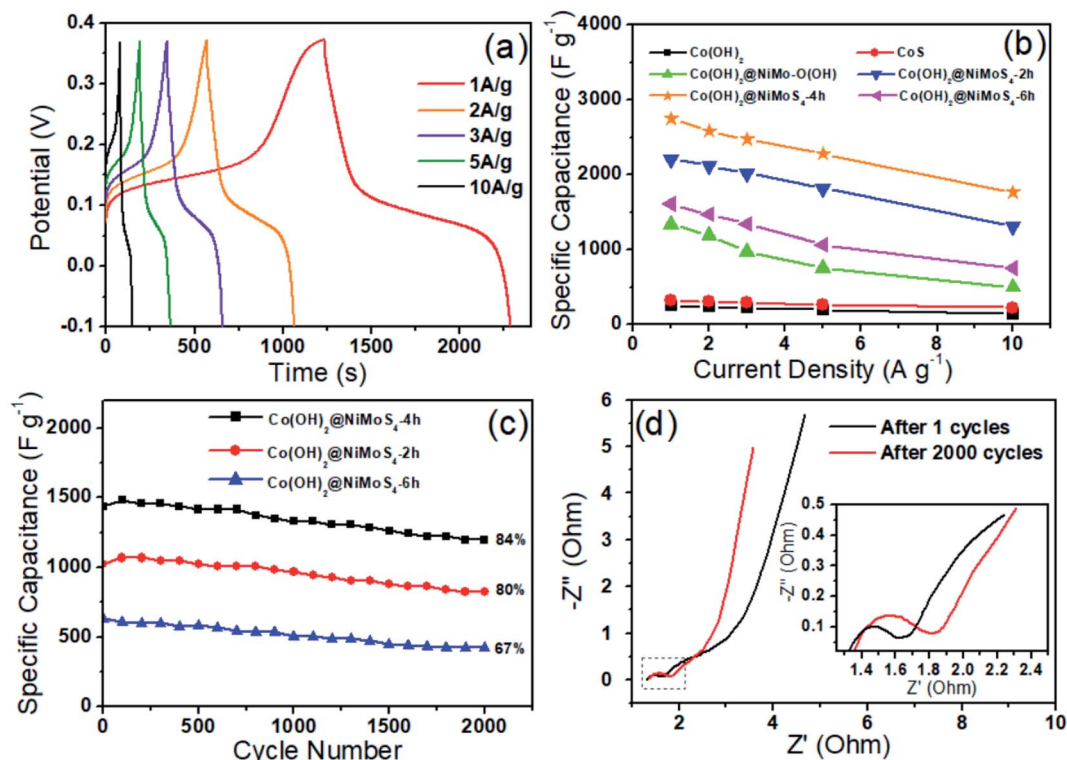 (a)
0.4
0.3
0.2
0.1
0.0
-0.1
Potential (V)
1A/g
2A/g
3A/g
5A/g
10A/g
0 500 1000 1500 2000
Time (s)
(b)
4000
3000
2000
1000
0
Specific Capacitance (F g⁻¹)
Co(OH)₂ CoS
Co(OH)₂@NiMo-O(OH) Co(OH)₂@NiMoS₄-2h
Co(OH)₂@NiMoS₄-4h Co(OH)₂@NiMoS₄-6h
0 2 4 6 8 10
Current Density (A g⁻¹)
(c)
2000
1500
1000
500
0
Specific Capacitance (F g⁻¹)
Co(OH)₂@NiMoS₄-4h
Co(OH)₂@NiMoS₄-2h
Co(OH)₂@NiMoS₄-6h
84%
80%
67%
0 500 1000 1500 2000
Cycle Number
(d)
6
5
4
3
2
1
0
-Z'' (Ohm)
After 1 cycles
After 2000 cycles
0.5
0.4
0.3
0.2
0.1
-Z'' (Ohm)
1.4 1.6 1.8 2.0 2.2 2.4
Z' (Ohm)
2 4 6 8 10
Z' (Ohm)